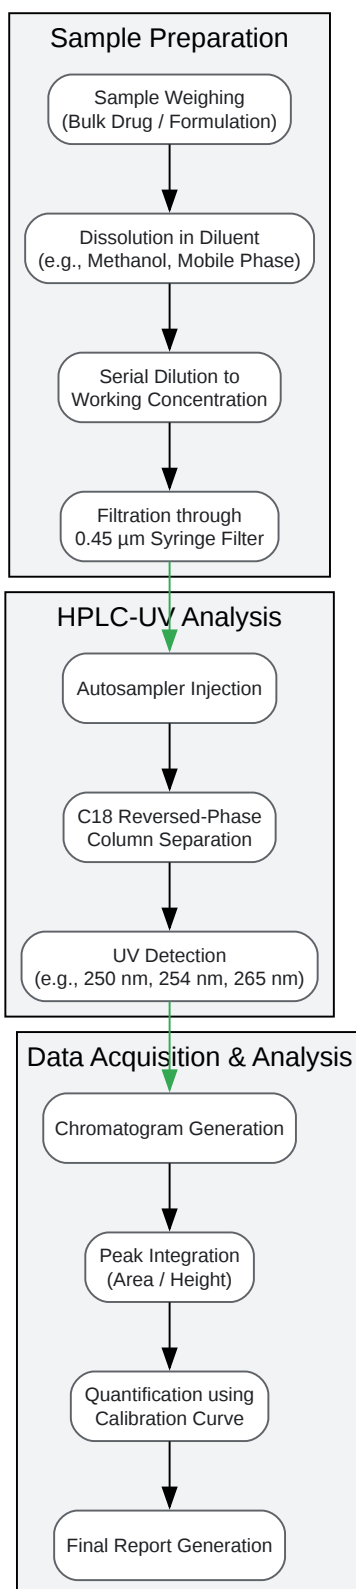 Sample Preparation
Sample Weighing
(Bulk Drug / Formulation)
Dissolution in Diluent
(e.g., Methanol, Mobile Phase)
Serial Dilution to
Working Concentration
Filtration through
0.45 µm Syringe Filter
HPLC-UV Analysis
Autosampler Injection
C18 Reversed-Phase
Column Separation
UV Detection
(e.g., 250 nm, 254 nm, 265 nm)
Data Acquisition & Analysis
Chromatogram Generation
Peak Integration
(Area / Height)
Quantification using
Calibration Curve
Final Report Generation